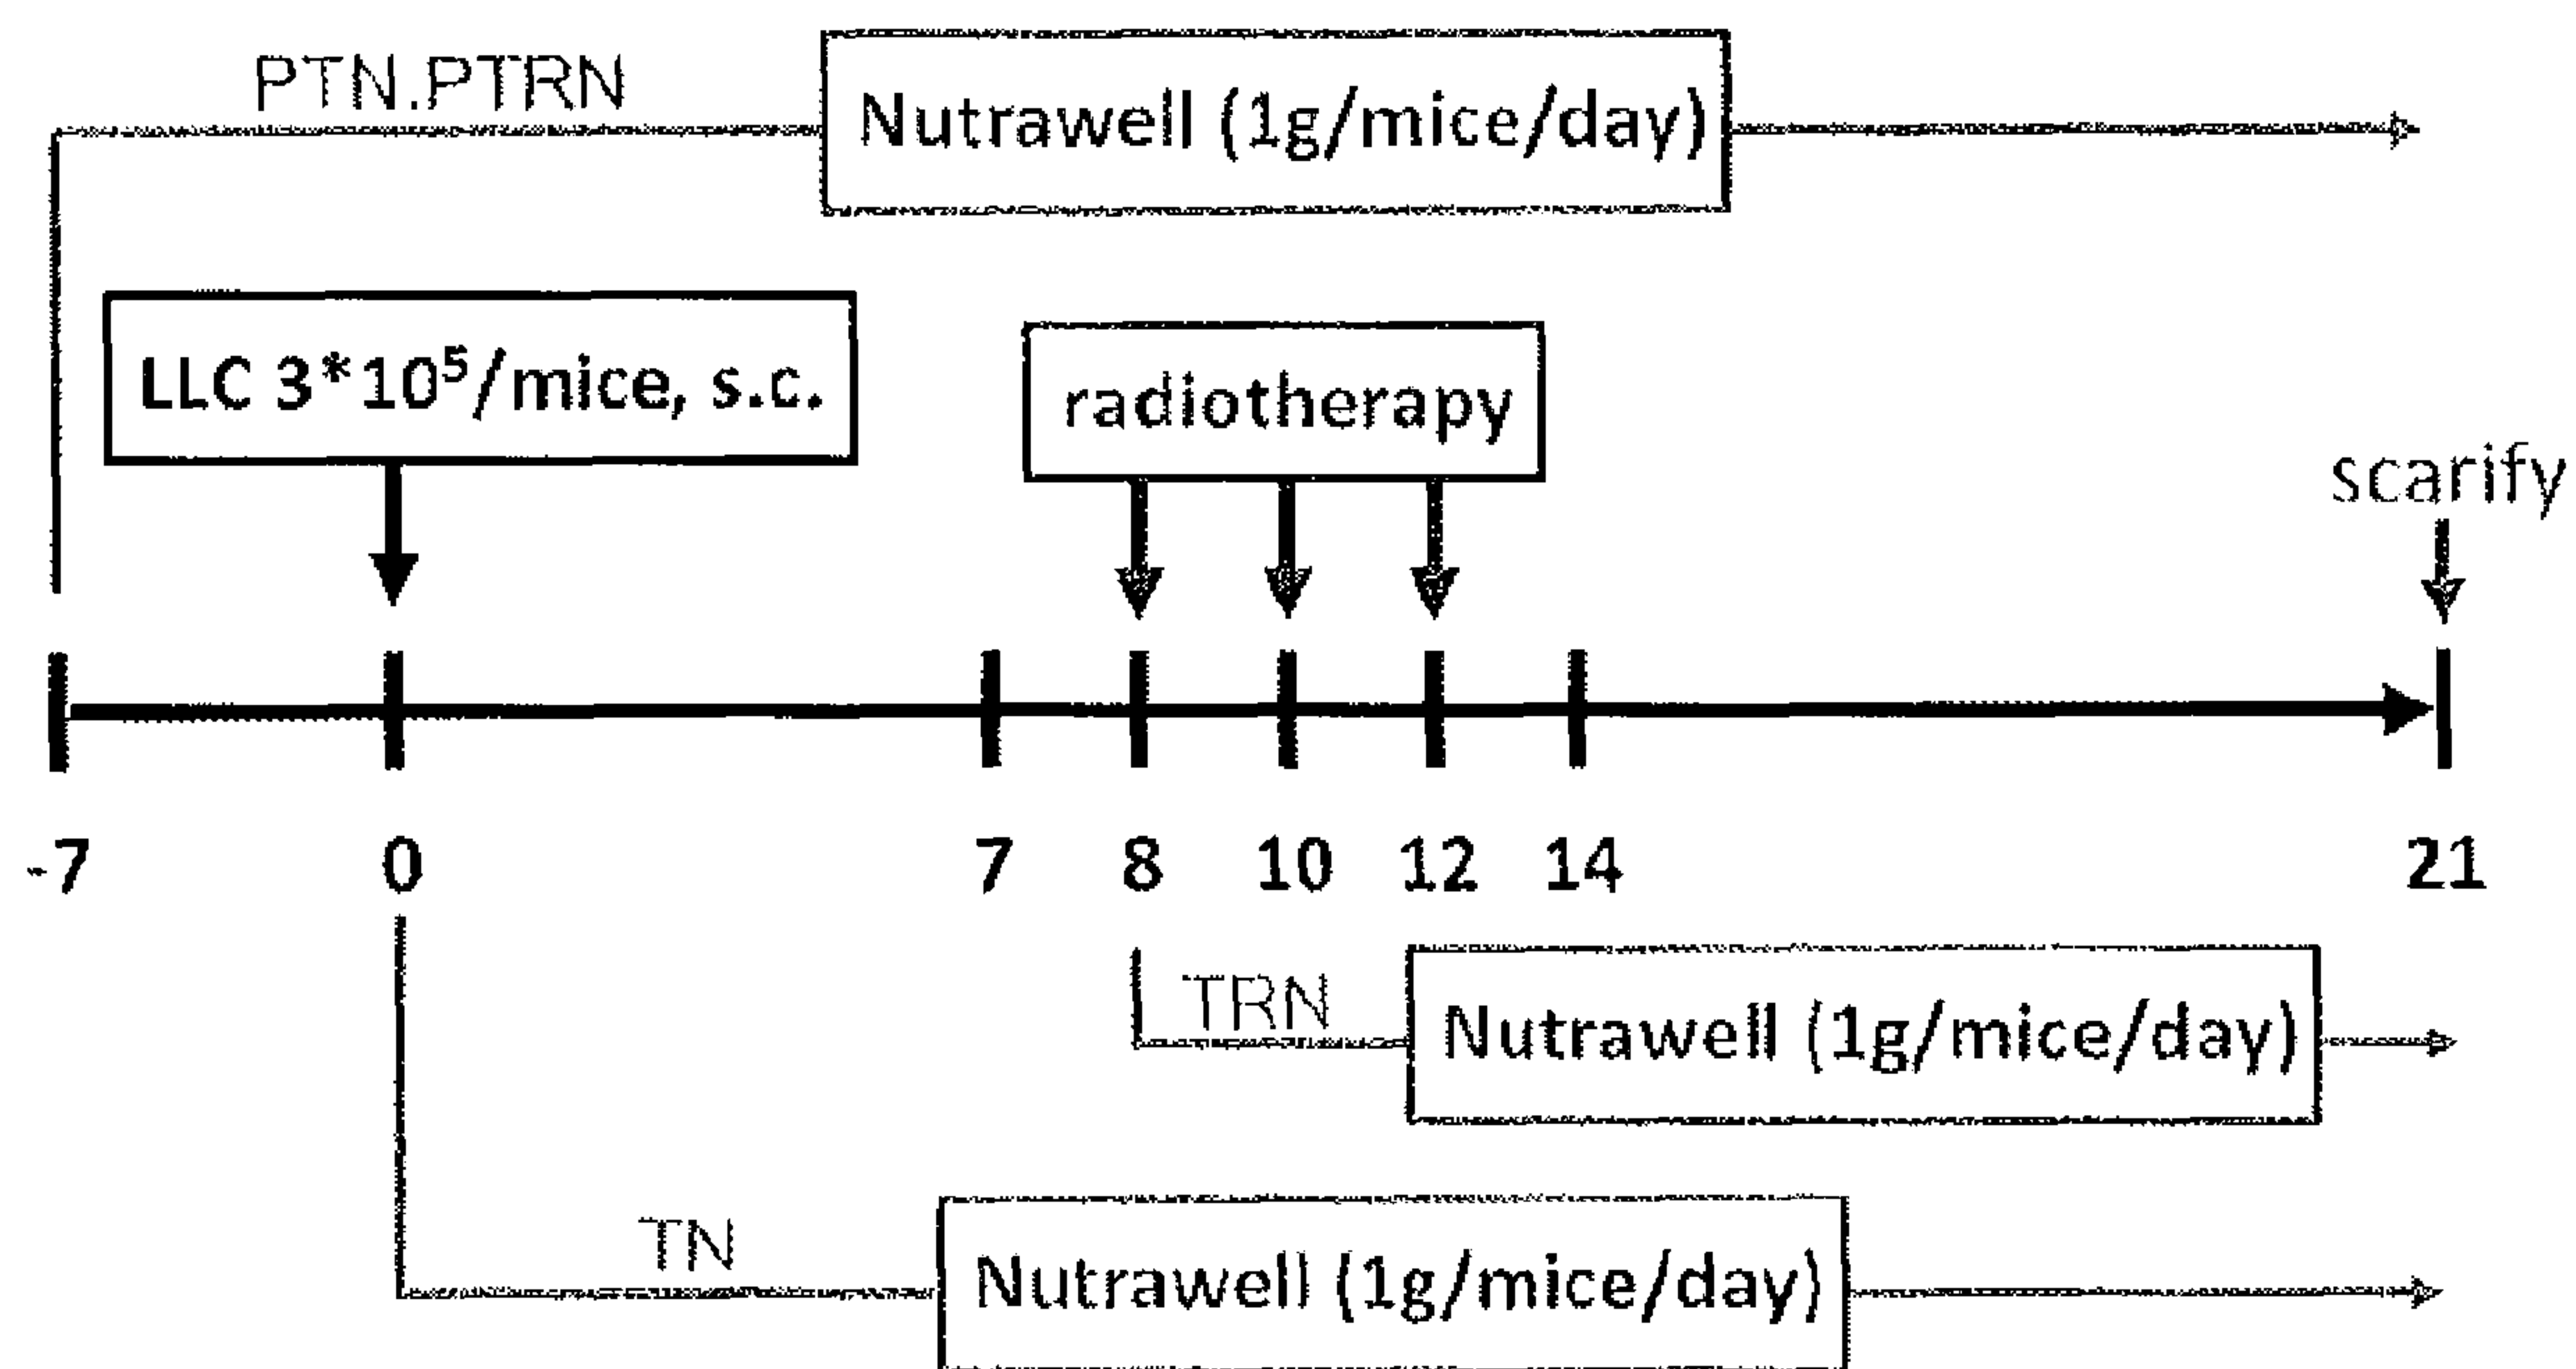 PTN.PTRN
Nutrawell (1g/mice/day)
LLC 3*10⁵/mice, s.c.
radiotherapy
scarify
-7 0 7 8 10 12 14 21
TRN
Nutrawell (1g/mice/day)
TN
Nutrawell (1g/mice/day)